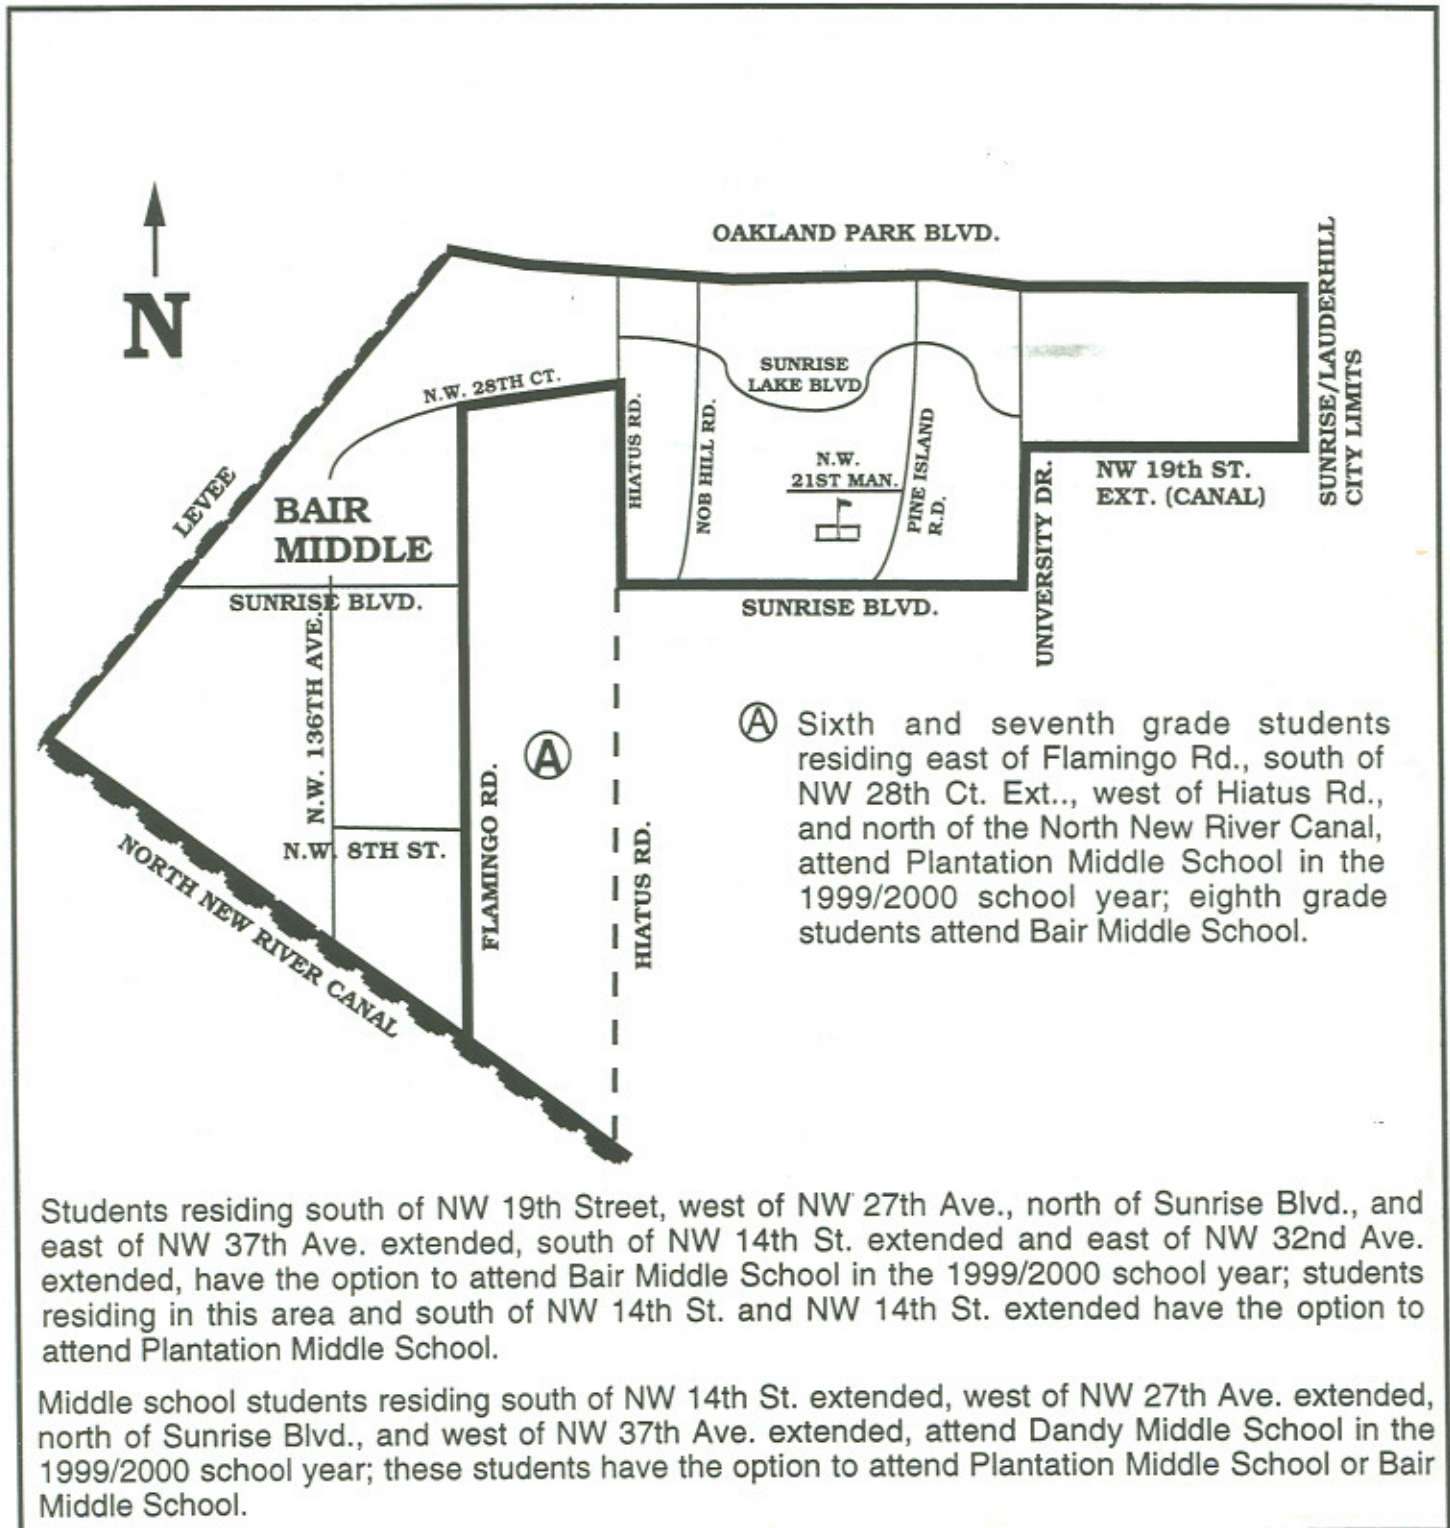 OAKLAND PARK BLVD.
SUNRISE/LAUDERHILL
CITY LIMITS
N
SUNRISE
LAKE BLVD
N.W. 28TH CT.
HIATUS RD.
NOB HILL RD.
PINE ISLAND
R.D.
N.W.
21ST MAN.
NW 19th ST.
EXT. (CANAL)
UNIVERSITY DR.
LEVEE
BAIR
MIDDLE
SUNRISE BLVD.
SUNRISE BLVD.
N.W. 136TH AVE.
A
FLAMINGO RD.
HIATUS RD.
N.W. 8TH ST.
NORTH NEW RIVER CANAL
A Sixth and seventh grade students
residing east of Flamingo Rd., south of
NW 28th Ct. Ext.., west of Hiatus Rd.,
and north of the North New River Canal,
attend Plantation Middle School in the
1999/2000 school year; eighth grade
students attend Bair Middle School.
Students residing south of NW 19th Street, west of NW 27th Ave., north of Sunrise Blvd., and
east of NW 37th Ave. extended, south of NW 14th St. extended and east of NW 32nd Ave.
extended, have the option to attend Bair Middle School in the 1999/2000 school year; students
residing in this area and south of NW 14th St. and NW 14th St. extended have the option to
attend Plantation Middle School.
Middle school students residing south of NW 14th St. extended, west of NW 27th Ave. extended,
north of Sunrise Blvd., and west of NW 37th Ave. extended, attend Dandy Middle School in the
1999/2000 school year; these students have the option to attend Plantation Middle School or Bair
Middle School.